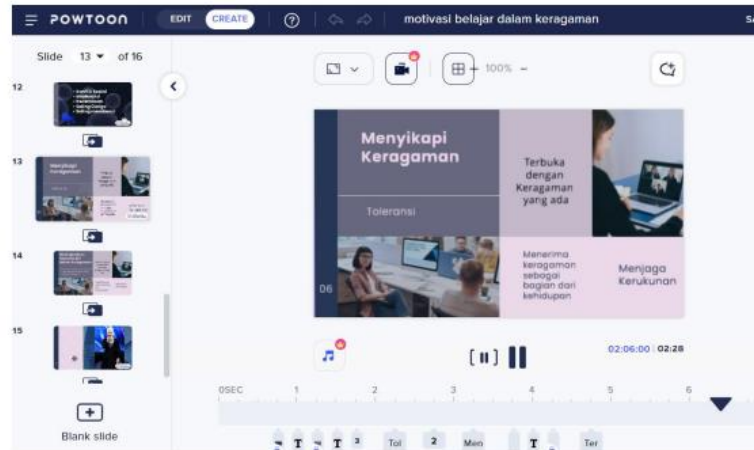 POWTOON EDIT CREATE motivasi belajar dalam keragaman
Slide 13 of 16
100%
12
13
14
15
Blank slide
Menyikapi
Keragaman
Toleransi
Terbuka
dengan
Keragaman
yang ada
06
Menerima
keragaman
sebagai
bagian dari
kehidupan
Menjaga
Kerukunan
02:06:00 02:28
0SEC 1 2 3 4 5 6
T T 3 Tol 2 Men T Ter